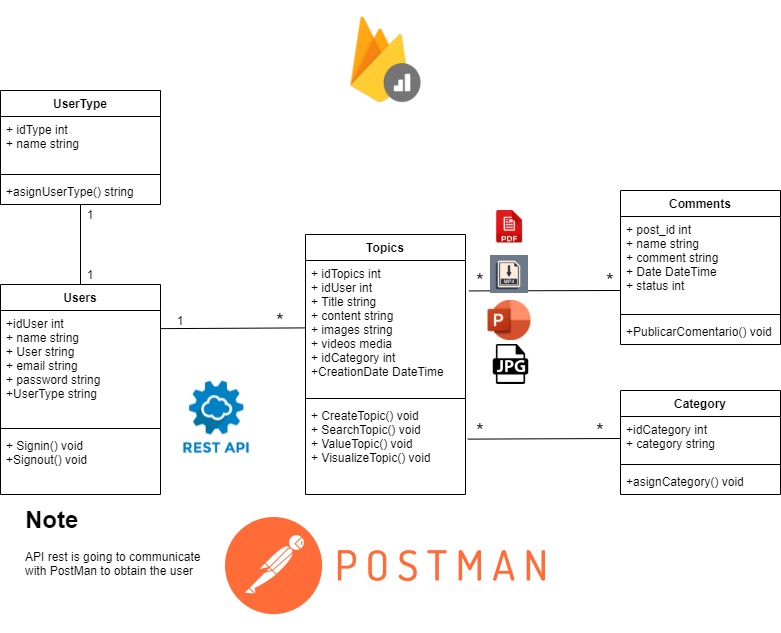 UserType
+ idType int
+ name string
+asignUserType() string
1
1
Users
+idUser int
+ name string
+ User string
+ email string
+ password string
+UserType string
+ Signin() void
+Signout() void
1
*
REST API
Topics
+ idTopics int
+ idUser int
+ Title string
+ content string
+ images string
+ videos media
+ idCategory int
+CreationDate DateTime
+ CreateTopic() void
+ SearchTopic() void
+ ValueTopic() void
+ VisualizeTopic() void
PDF
*
MP4
*
P
JPG
Comments
+ post_id int
+ name string
+ comment string
+ Date DateTime
+ status int
+PublicarComentario() void
*
*
Category
+idCategory int
+ category string
+asignCategory() void
Note
API rest is going to communicate
with PostMan to obtain the user
POSTMAN